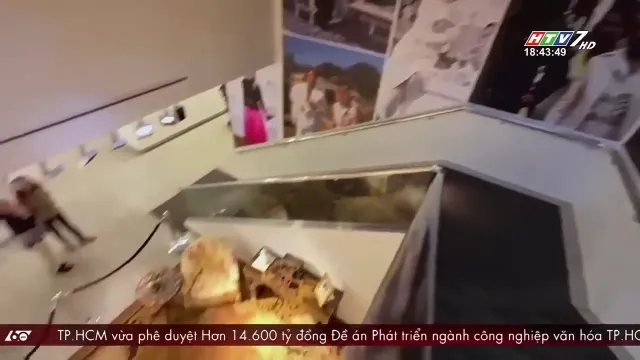 HTV7 HD
18:43:49
60 TP.HCM vừa phê duyệt Hơn 14.600 tỷ đồng Đề án Phát triển ngành công nghiệp văn hóa TP.HC